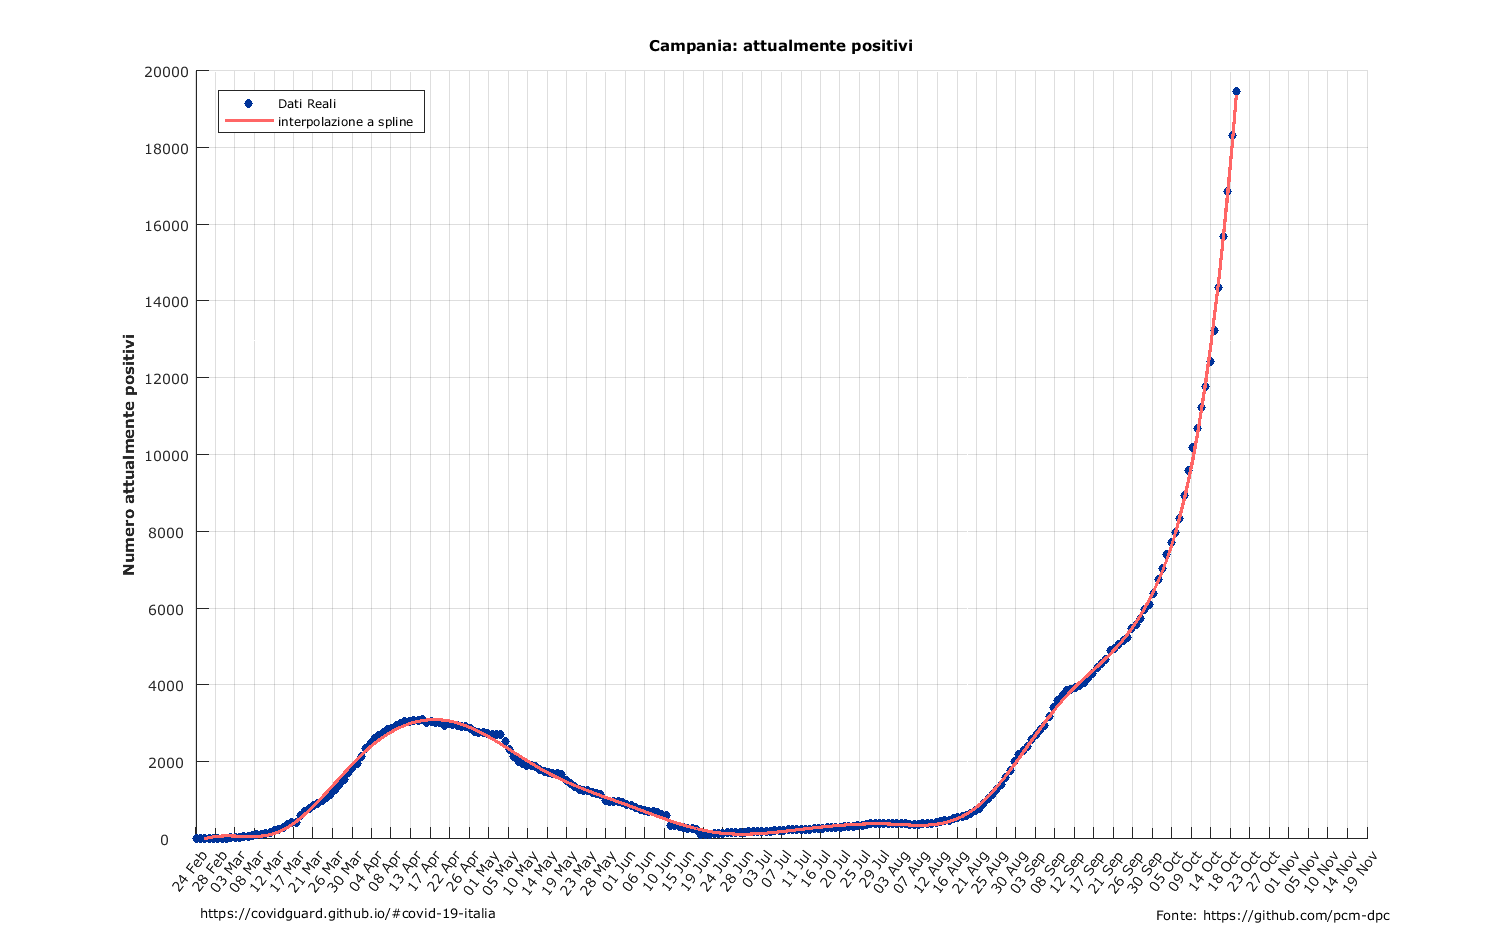 Campania: attualmente positivi
20000
18000
16000
14000
12000
10000
8000
6000
4000
2000
0
Numero attualmente positivi
Dati Reali
interpolazione a spline
24 Feb
28 Feb
03 Mar
08 Mar
12 Mar
17 Mar
21 Mar
26 Mar
30 Mar
04 Apr
08 Apr
13 Apr
17 Apr
22 Apr
26 Apr
01 May
05 May
10 May
14 May
19 May
23 May
28 May
01 Jun
06 Jun
10 Jun
15 Jun
19 Jun
24 Jun
28 Jun
03 Jul
07 Jul
11 Jul
16 Jul
20 Jul
25 Jul
29 Jul
03 Aug
07 Aug
12 Aug
16 Aug
21 Aug
25 Aug
30 Aug
03 Sep
08 Sep
12 Sep
17 Sep
21 Sep
26 Sep
30 Sep
05 Oct
09 Oct
14 Oct
18 Oct
23 Oct
27 Oct
01 Nov
05 Nov
10 Nov
14 Nov
19 Nov
https://covidguard.github.io/#covid-19-italia
Fonte: https://github.com/pcm-dpc